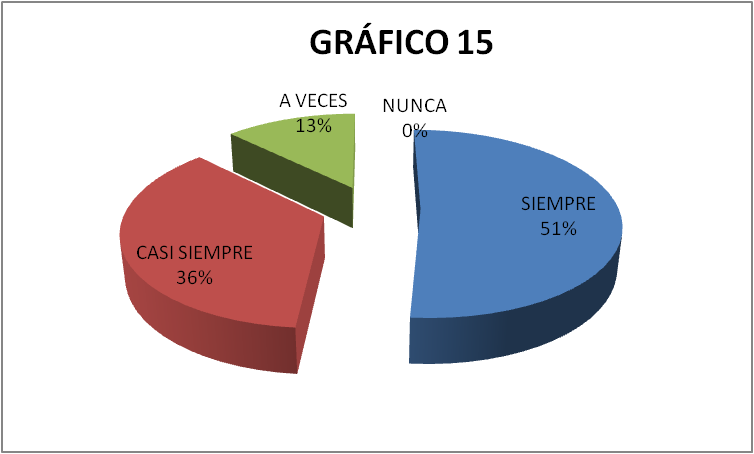 GRÁFICO 15
A VECES
13%
NUNCA
0%
SIEMPRE
51%
CASI SIEMPRE
36%